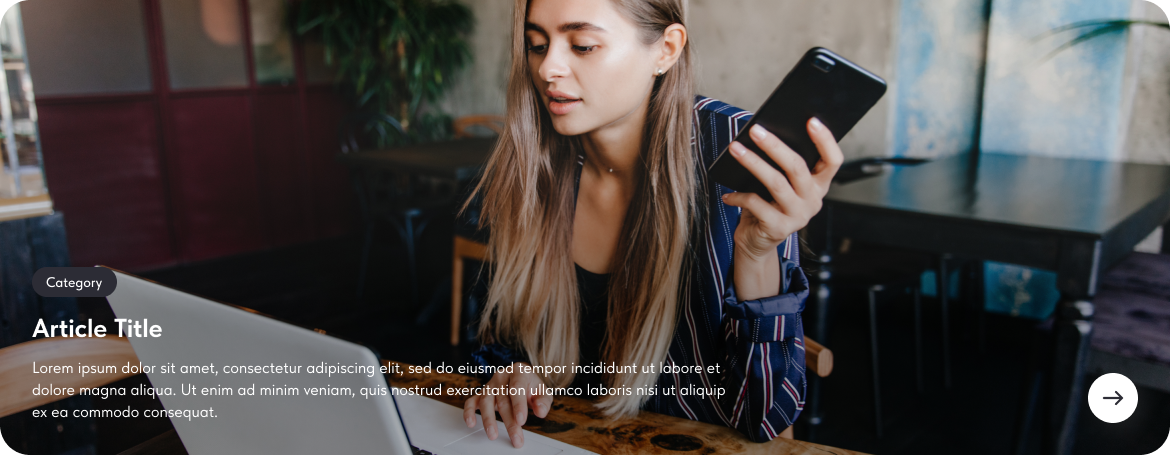 Category
Article Title
Lorem ipsum dolor sit amet, consectetur adipiscing elit, sed do eiusmod tempor incididunt ut labore et
dolore magna aliqua. Ut enim ad minim veniam, quis nostrud exercitation ullamco laboris nisi ut aliquip
ex ea commodo consequat.